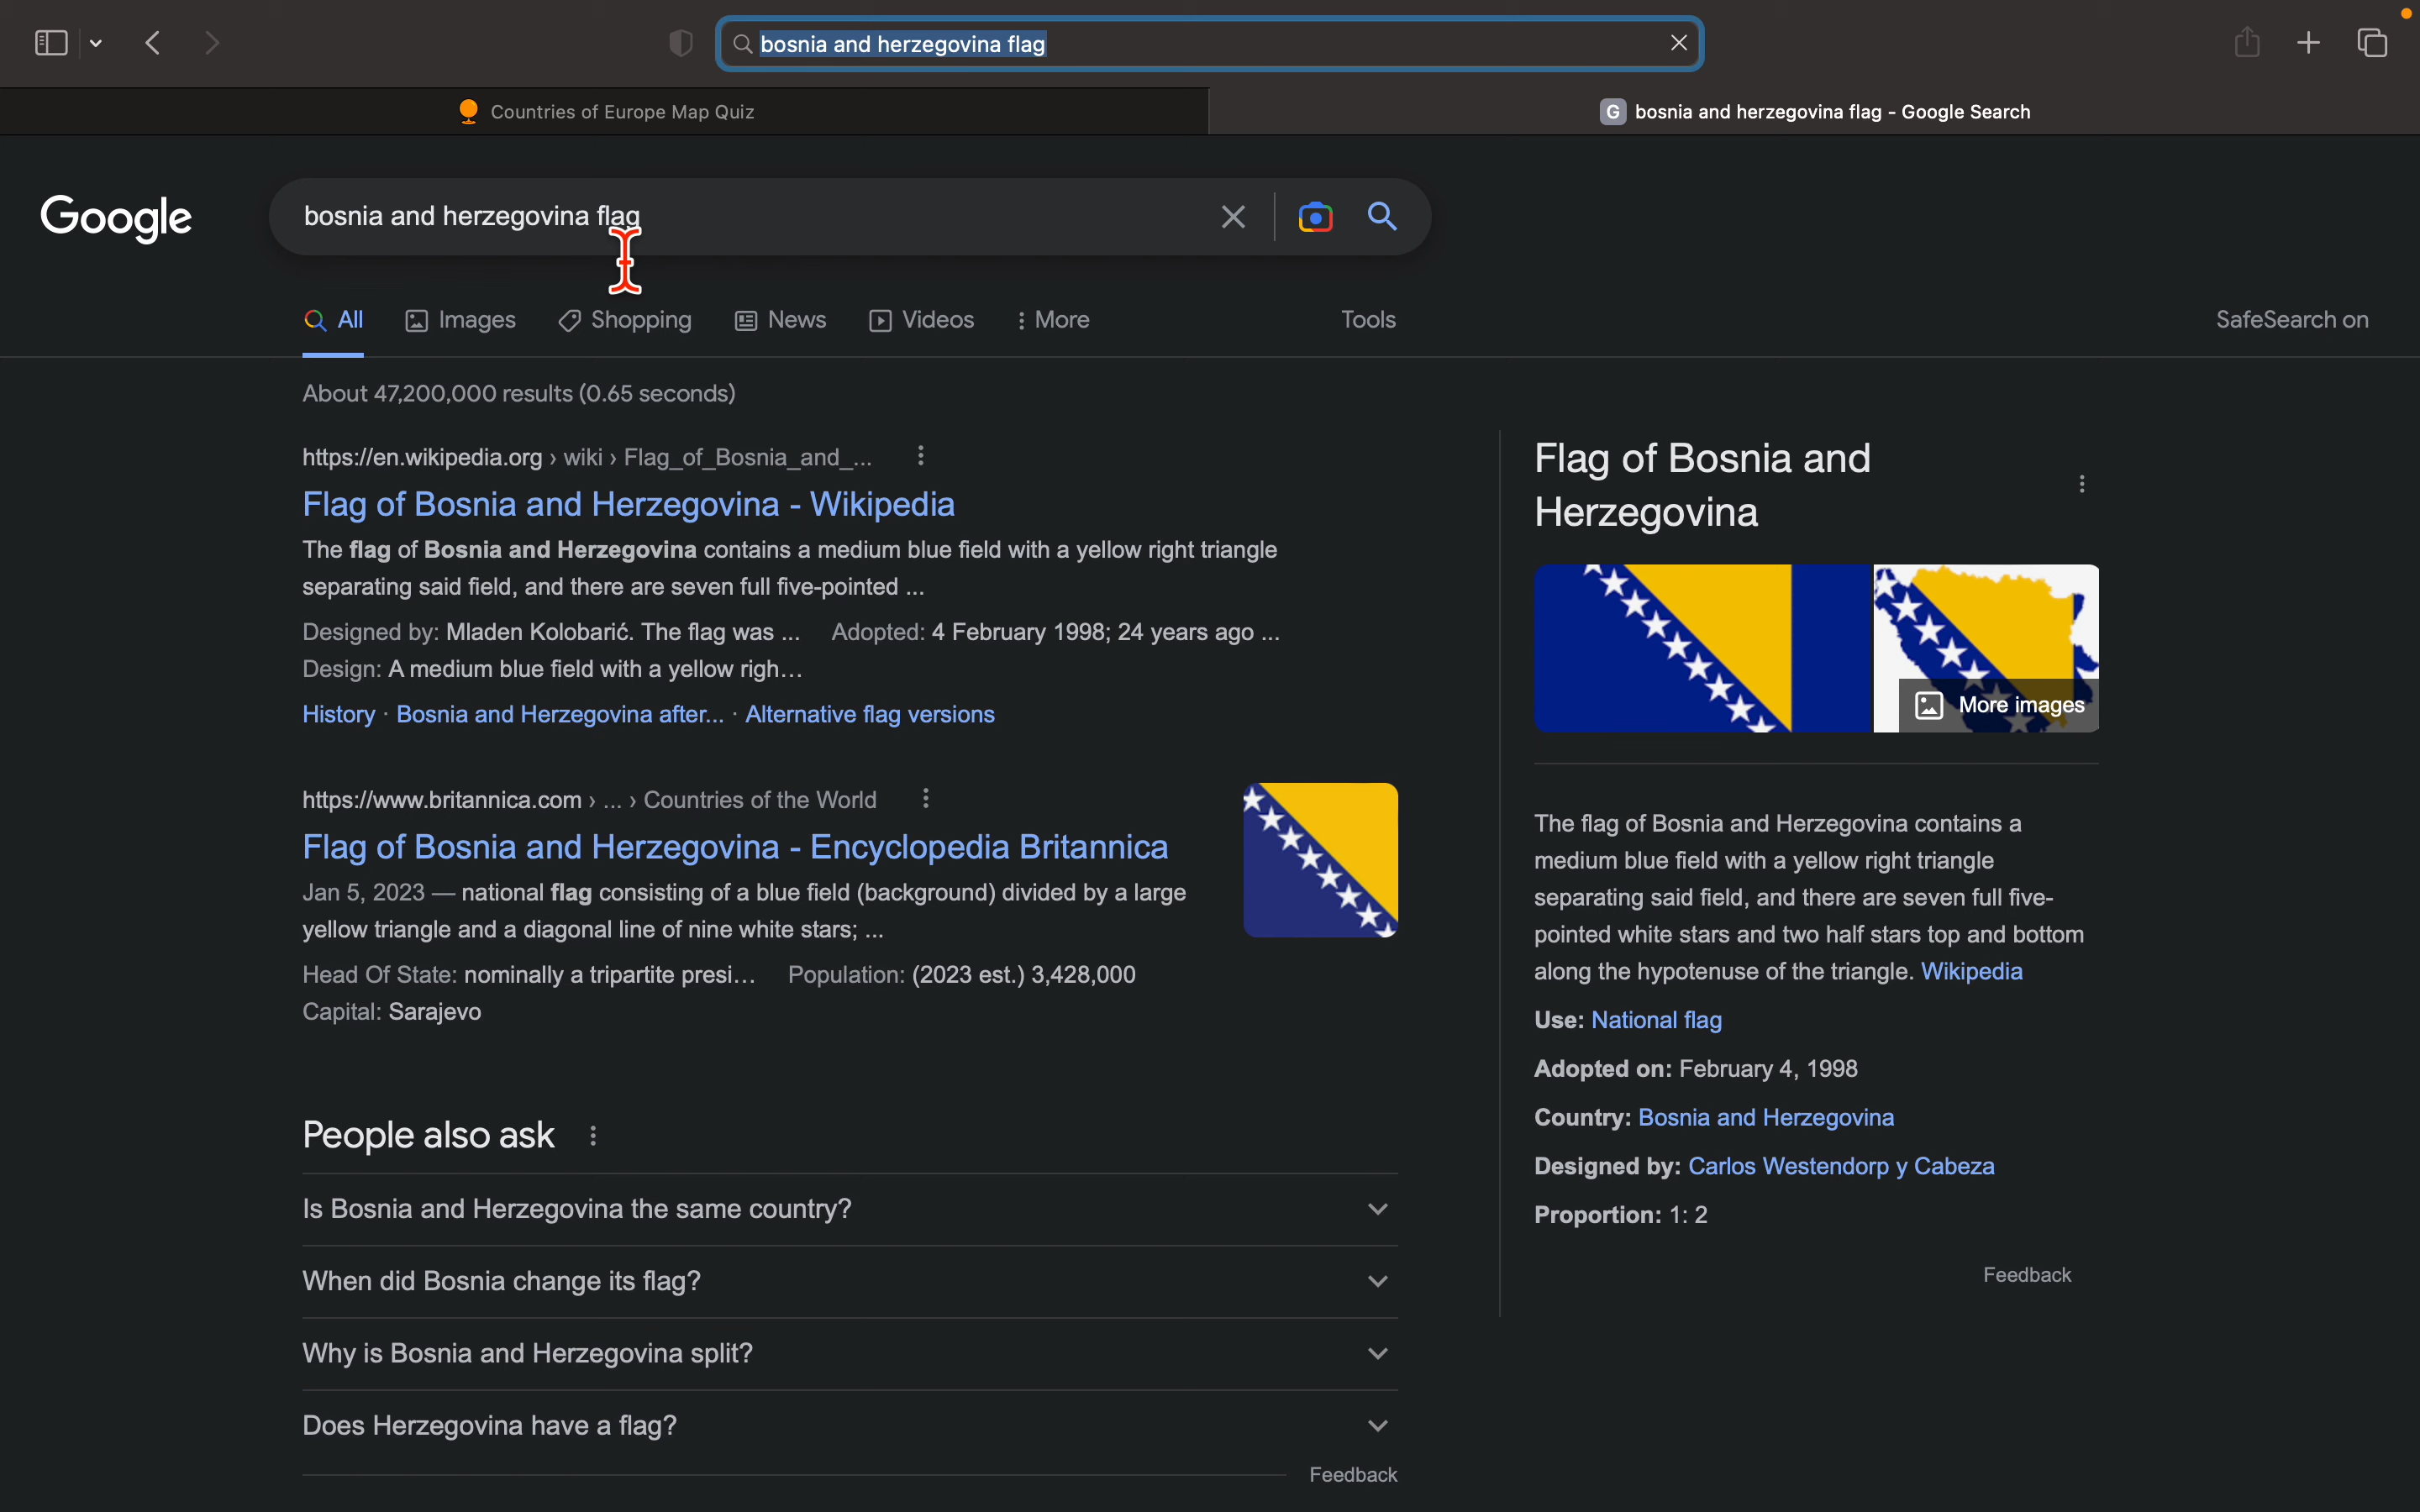 bosnia and herzegovina flag
Countries of Europe Map Quiz
G bosnia and herzegovina flag - Google Search
Google
bosnia and herzegovina flag
All Images Shopping News Videos More Tools SafeSearch on
About 47,200,000 results (0.65 seconds)
https://en.wikipedia.org › wiki › Flag_of_Bosnia_and_...
Flag of Bosnia and Herzegovina - Wikipedia
The flag of Bosnia and Herzegovina contains a medium blue field with a yellow right triangle
separating said field, and there are seven full five-pointed ...
Designed by: Mladen Kolobarić. The flag was ... Adopted: 4 February 1998; 24 years ago ...
Design: A medium blue field with a yellow righ...
History · Bosnia and Herzegovina after... · Alternative flag versions
https://www.britannica.com › ... › Countries of the World
Flag of Bosnia and Herzegovina - Encyclopedia Britannica
Jan 5, 2023 — national flag consisting of a blue field (background) divided by a large
yellow triangle and a diagonal line of nine white stars; ...
Head Of State: nominally a tripartite presi... Population: (2023 est.) 3,428,000
Capital: Sarajevo
People also ask
Is Bosnia and Herzegovina the same country?
When did Bosnia change its flag?
Why is Bosnia and Herzegovina split?
Does Herzegovina have a flag?
Feedback
Flag of Bosnia and
Herzegovina
More images
The flag of Bosnia and Herzegovina contains a
medium blue field with a yellow right triangle
separating said field, and there are seven full five-
pointed white stars and two half stars top and bottom
along the hypotenuse of the triangle. Wikipedia
Use: National flag
Adopted on: February 4, 1998
Country: Bosnia and Herzegovina
Designed by: Carlos Westendorp y Cabeza
Proportion: 1: 2
Feedback